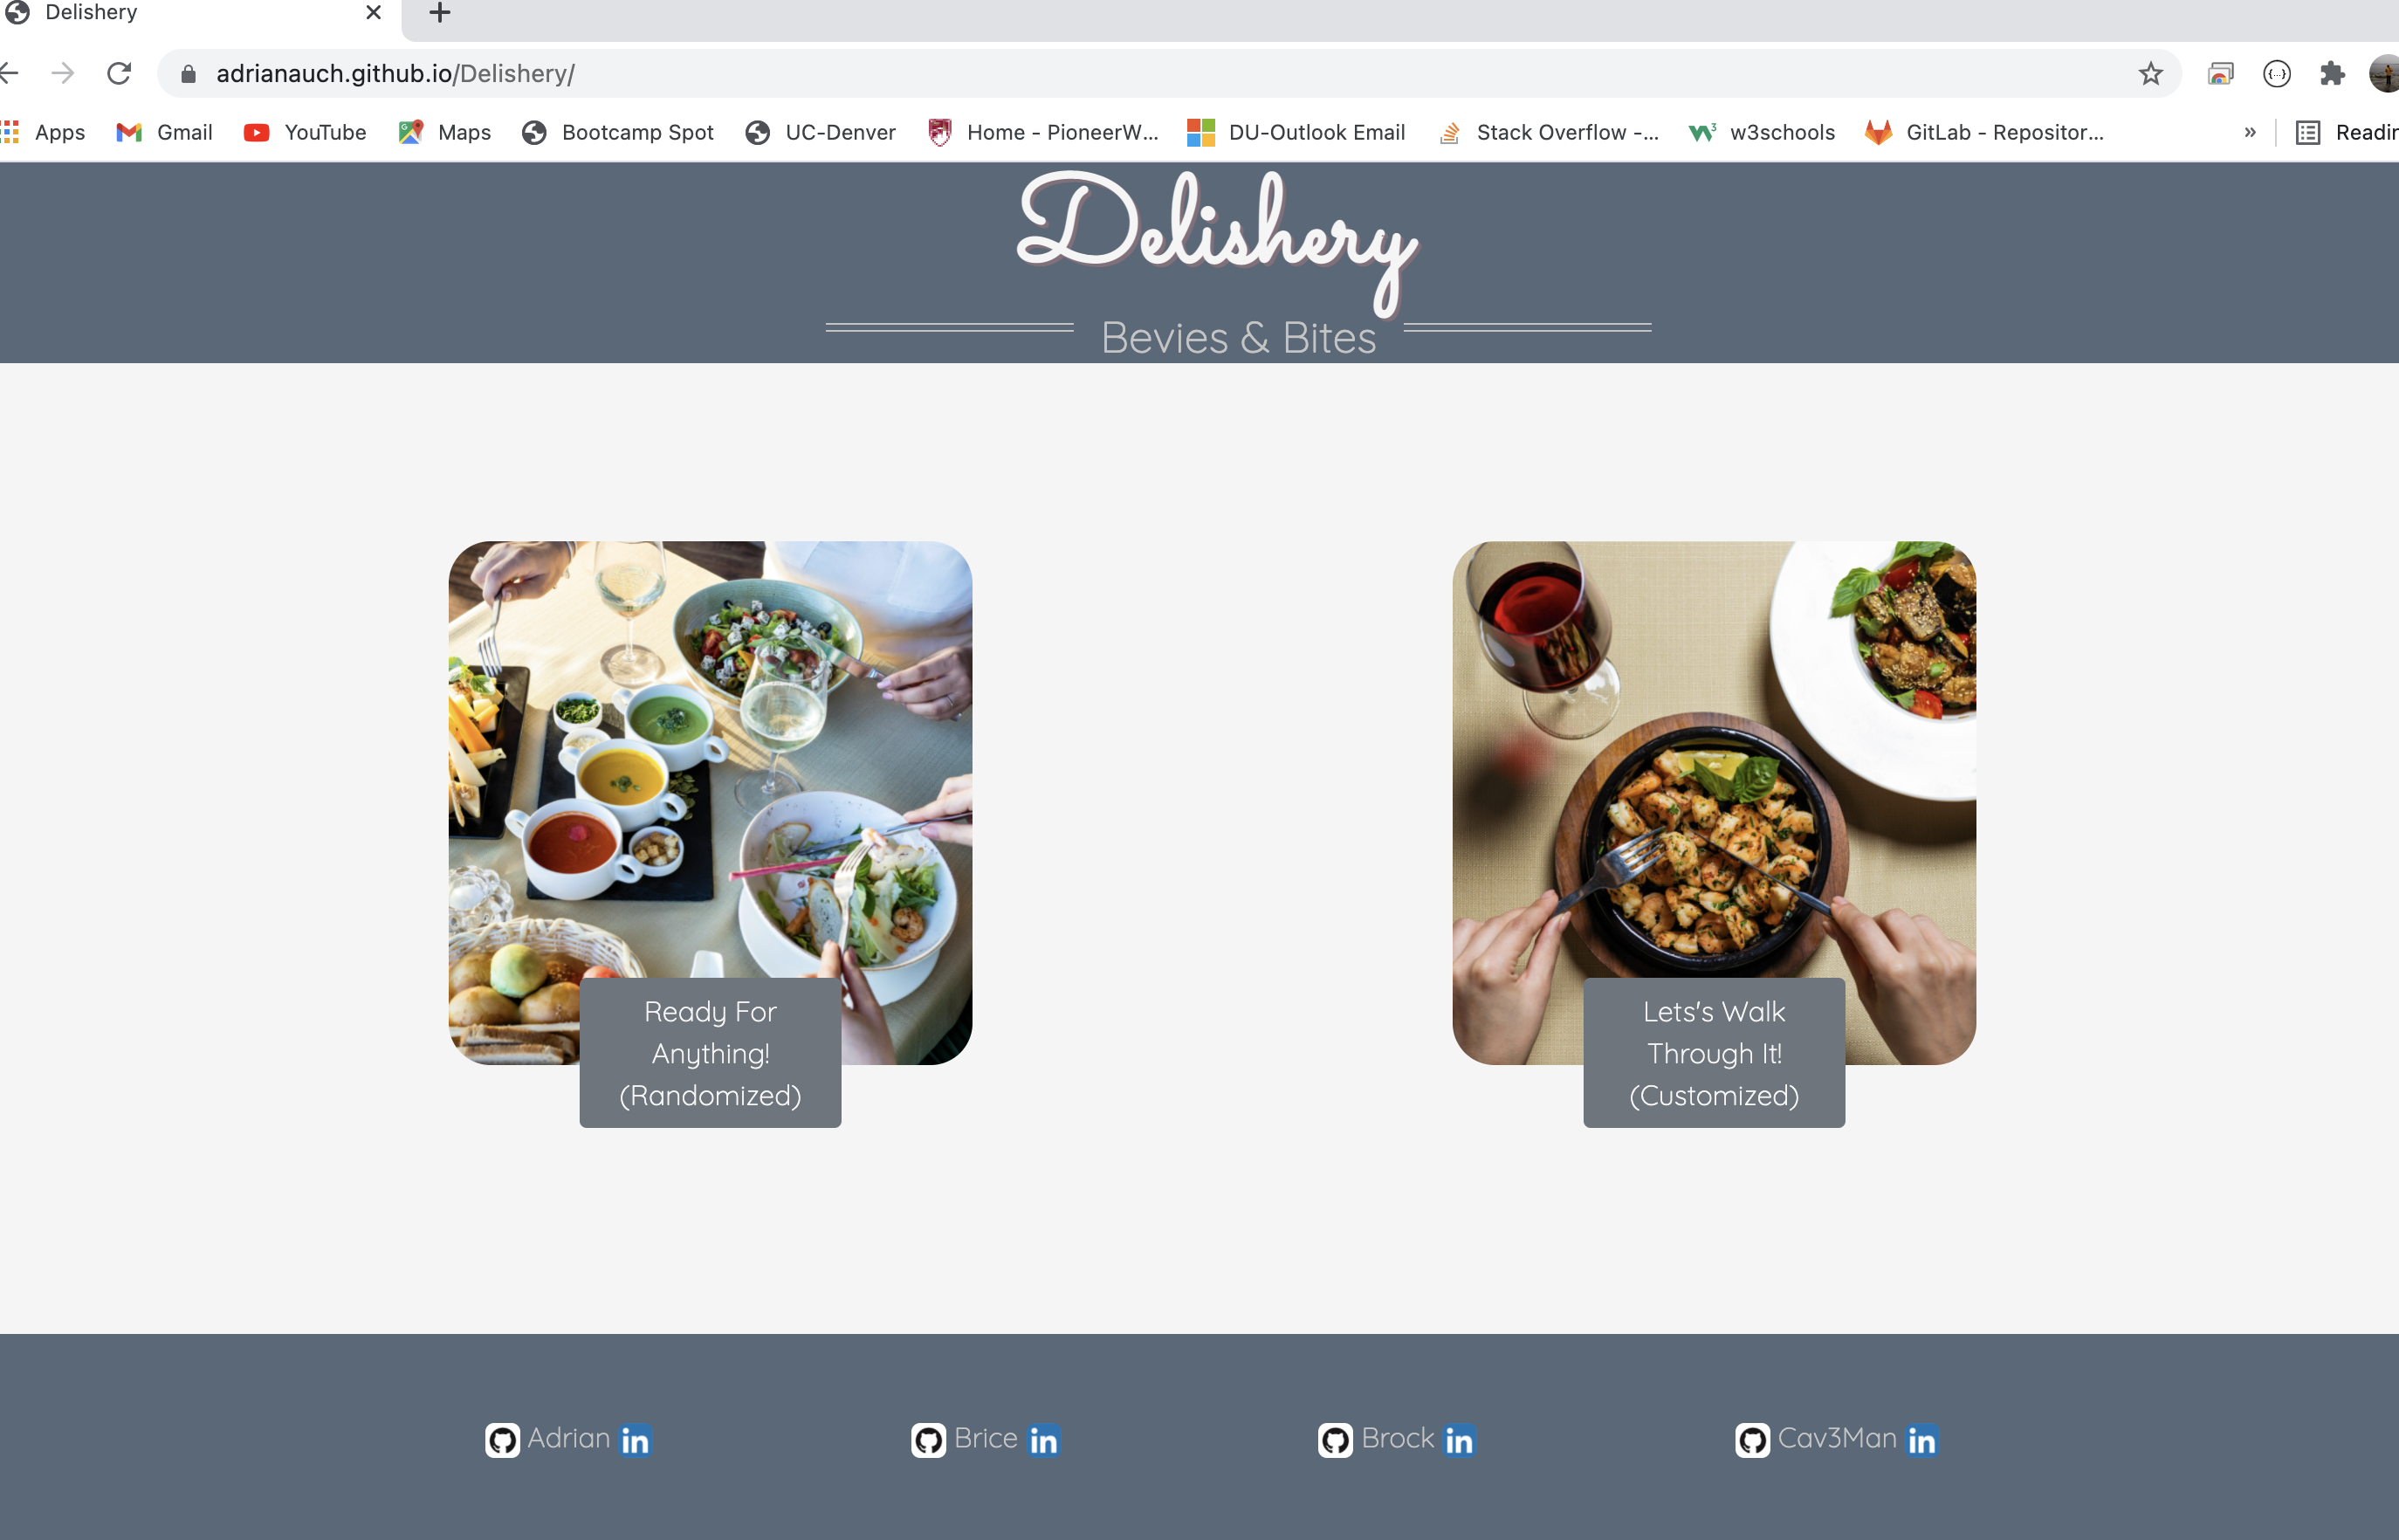 Delishery
adrianauch.github.io/Delishery/
Apps Gmail YouTube Maps Bootcamp Spot UC-Denver Home - PioneerW... DU-Outlook Email Stack Overflow -... w3schools GitLab - Repositor... » Readin
Delishery
Bevies & Bites
Ready For
Anything!
(Randomized)
Lets's Walk
Through It!
(Customized)
Adrian in Brice in Brock in Cav3Man in